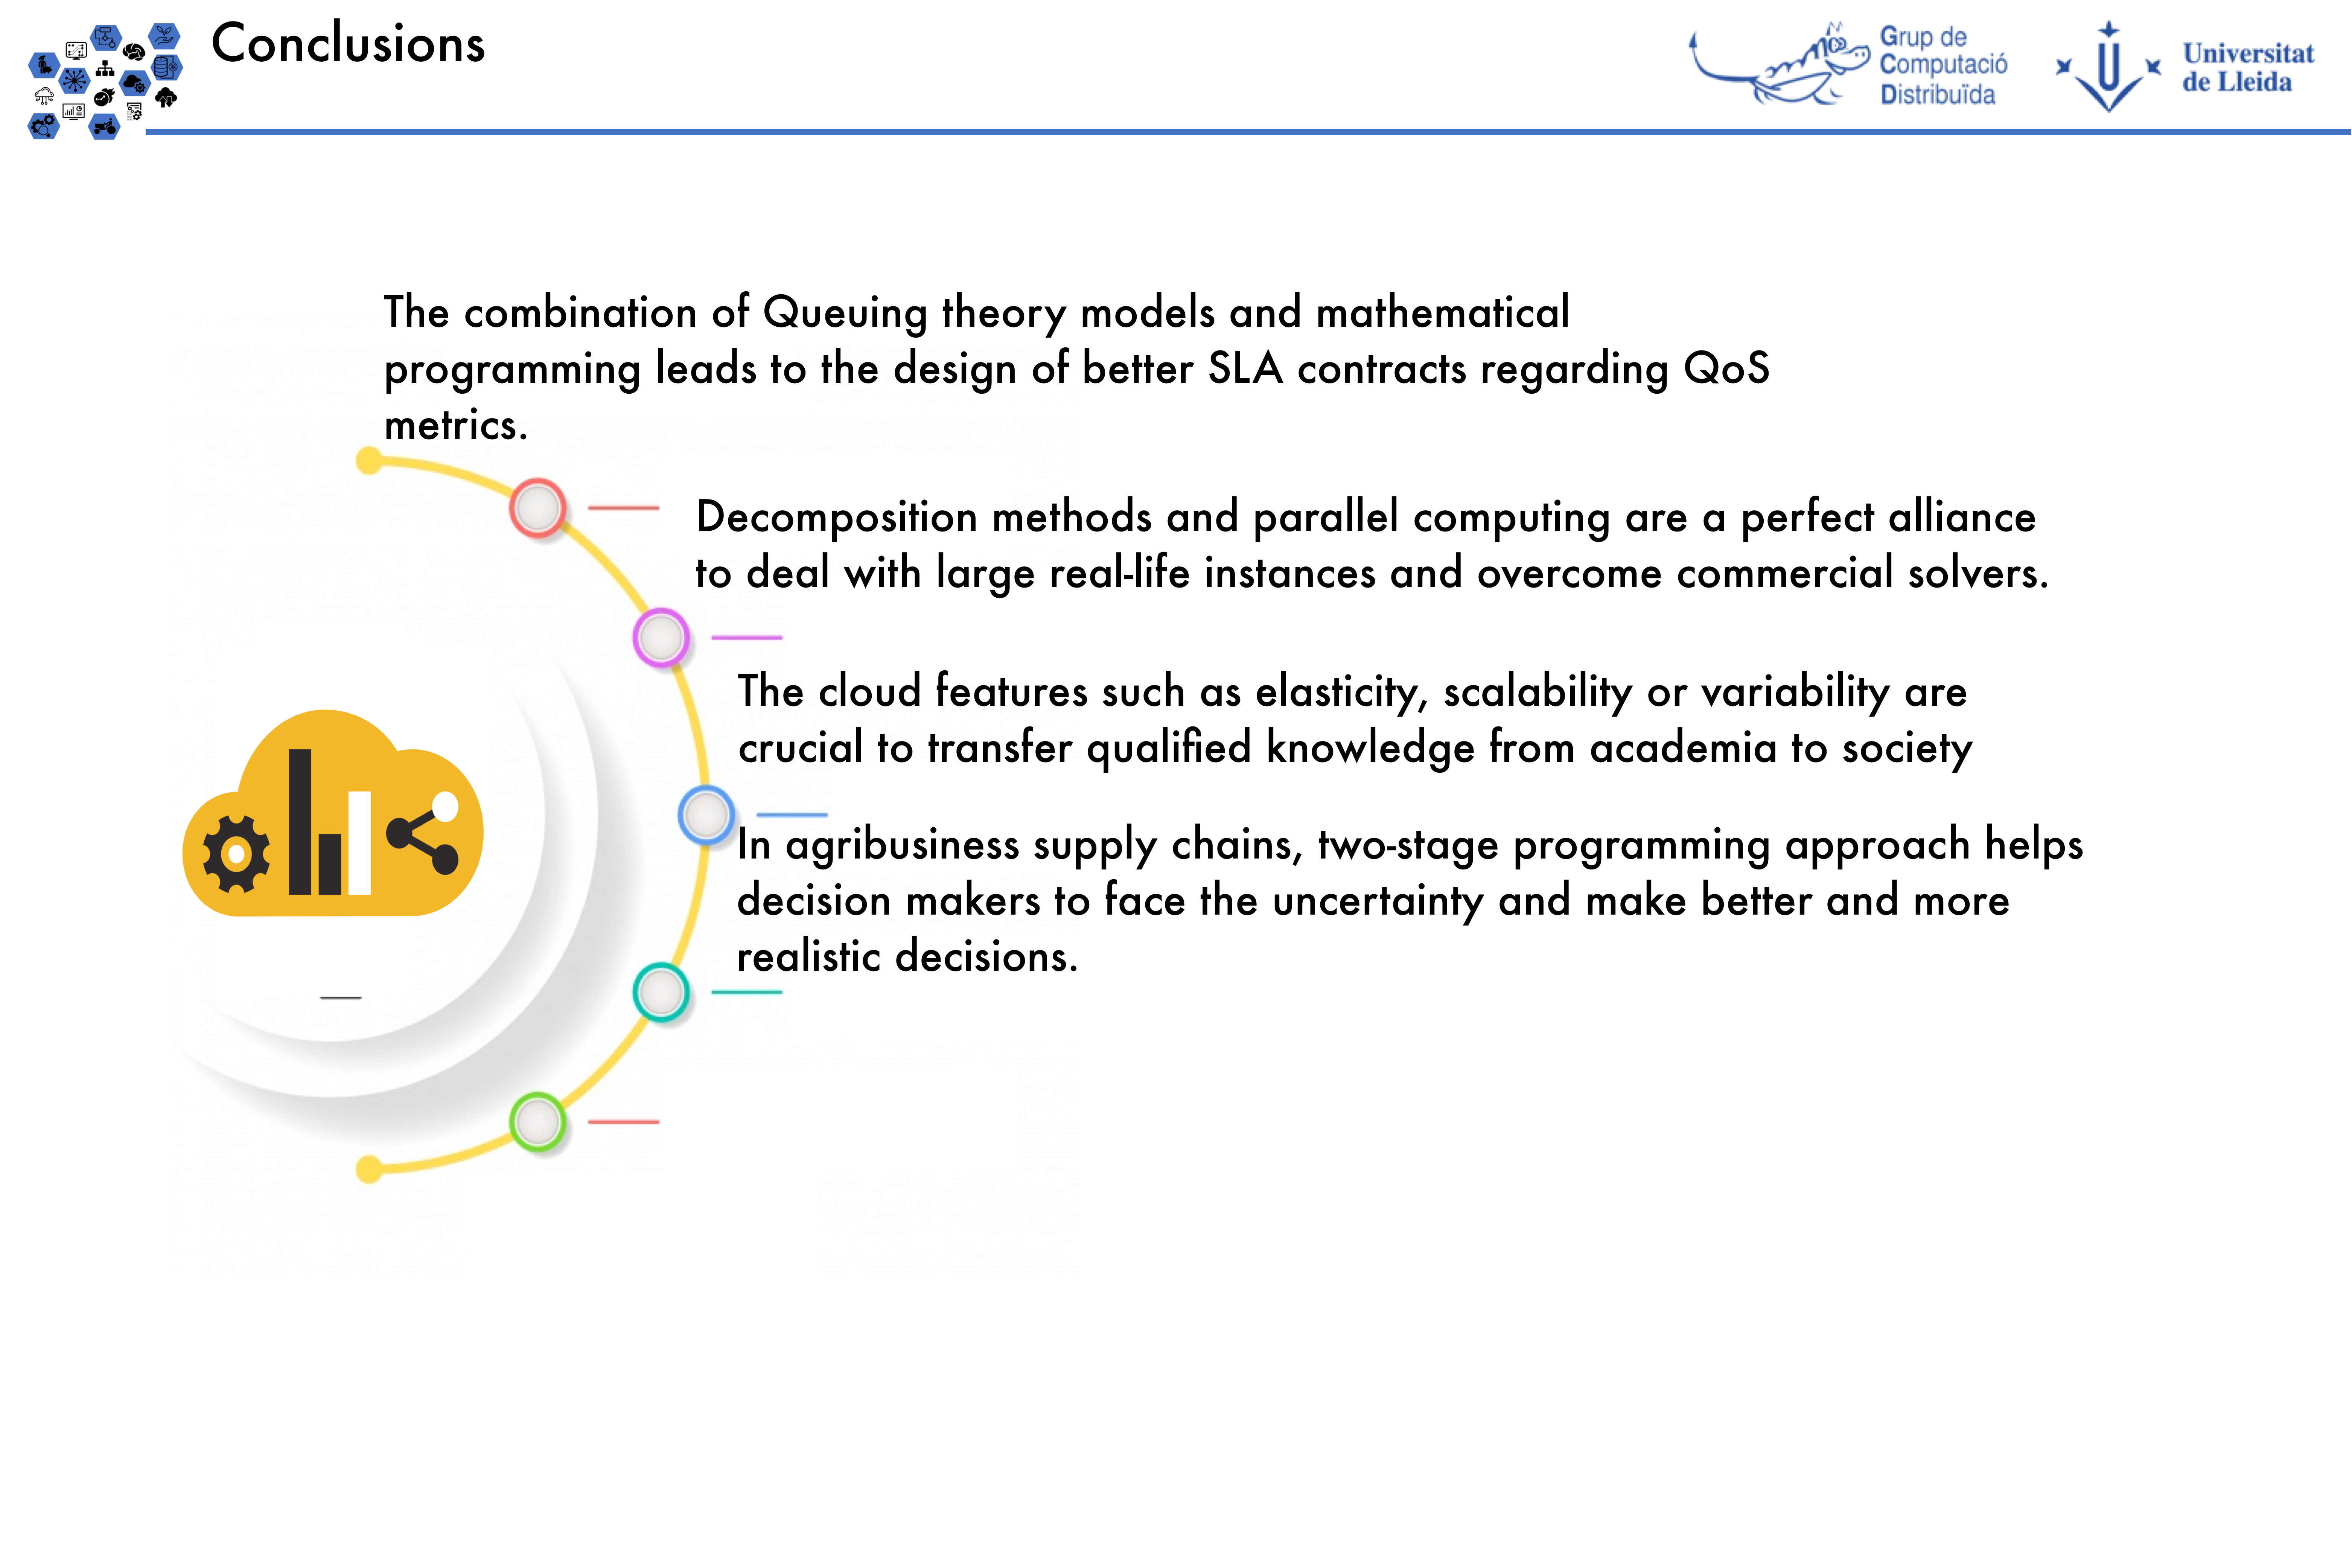 Conclusions
Grup de
Computació
Distribuïda
Universitat
de Lleida
The combination of Queuing theory models and mathematical
programming leads to the design of better SLA contracts regarding QoS
metrics.
Decomposition methods and parallel computing are a perfect alliance
to deal with large real-life instances and overcome commercial solvers.
The cloud features such as elasticity, scalability or variability are
crucial to transfer qualified knowledge from academia to society
In agribusiness supply chains, two-stage programming approach helps
decision makers to face the uncertainty and make better and more
realistic decisions.